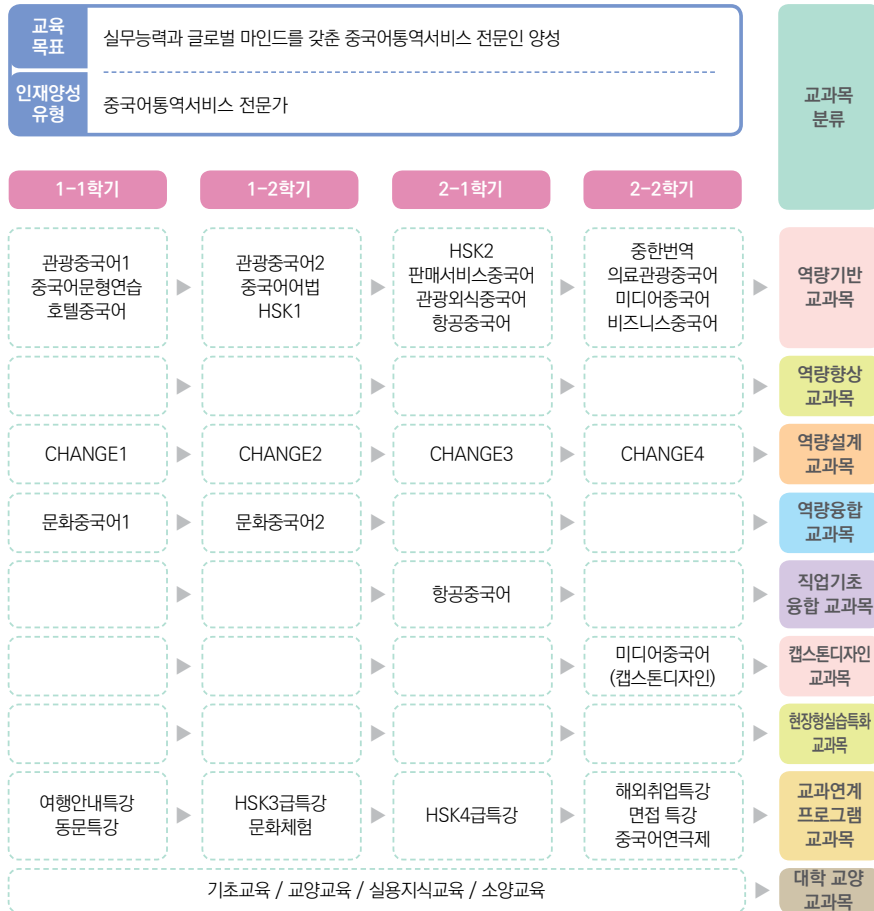 교육
목표
실무능력과 글로벌 마인드를 갖춘 중국어통역서비스 전문인 양성
인재양성
유형
중국어통역서비스 전문가
교과목
분류
1-1학기
1-2학기
2-1학기
2-2학기
관광중국어1
중국어문형연습
호텔중국어
관광중국어2
중국어어법
HSK1
HSK2
판매서비스중국어
관광외식중국어
항공중국어
중한번역
의료관광중국어
미디어중국어
비즈니스중국어
역량기반
교과목
역량향상
교과목
CHANGE1
CHANGE2
CHANGE3
CHANGE4
역량설계
교과목
문화중국어1
문화중국어2
역량융합
교과목
항공중국어
직업기초
융합 교과목
미디어중국어
(캡스톤디자인)
캡스톤디자인
교과목
현장형실습특화
교과목
여행안내특강
동문특강
HSK3급특강
문화체험
HSK4급특강
해외취업특강
면접 특강
중국어연극제
교과연계
프로그램
교과목
기초교육 / 교양교육 / 실용지식교육 / 소양교육
대학 교양
교과목